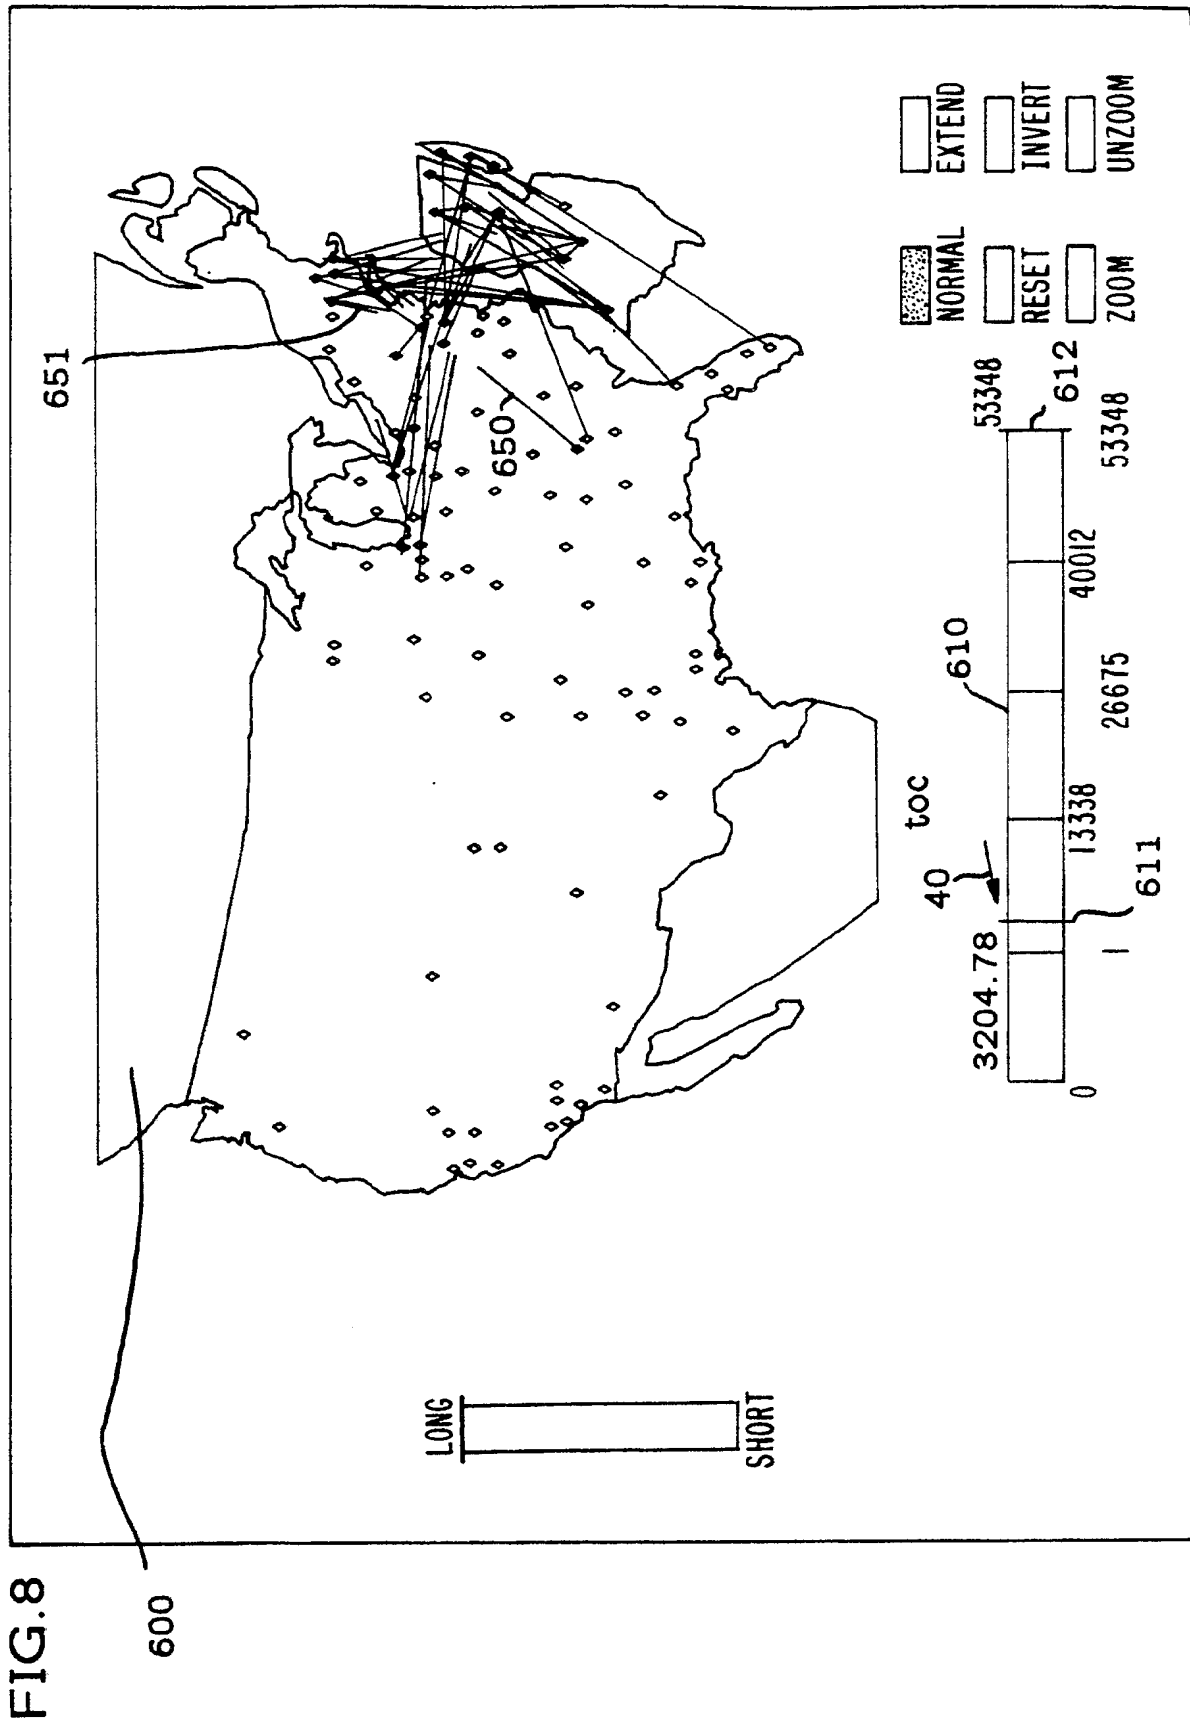 FIG.8
600
651
650
LONG
SHORT
toc
40
610
3204.78
53348
612
611
0
1
13338
26675
40012
53348
NORMAL
EXTEND
RESET
INVERT
ZOOM
UNZOOM